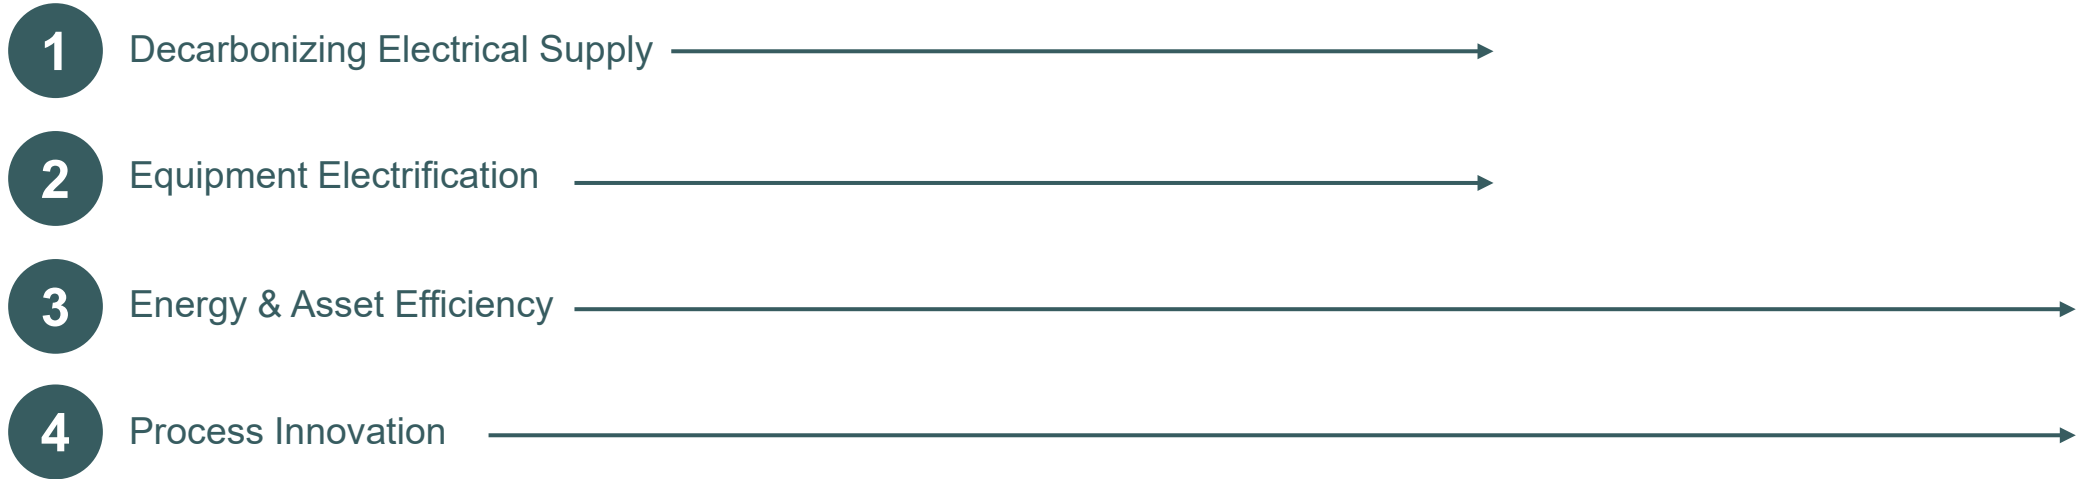 1 Decarbonizing Electrical Supply
2 Equipment Electrification
3 Energy & Asset Efficiency
4 Process Innovation